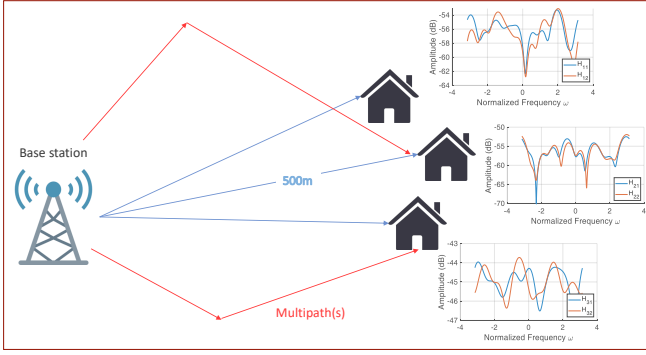 -54
-56
-58
-60
-62
-64
-4
-2
0
2
4
Amplitude (dB)
Normalized Frequency ω
H11
H12
Base station
500m
-50
-55
-60
-65
-70
-4
-2
0
2
4
Amplitude (dB)
Normalized Frequency ω
H21
H22
Multipath(s)
-43
-44
-45
-46
-47
-4
-2
0
2
4
Amplitude (dB)
Normalized Frequency ω
H31
H32